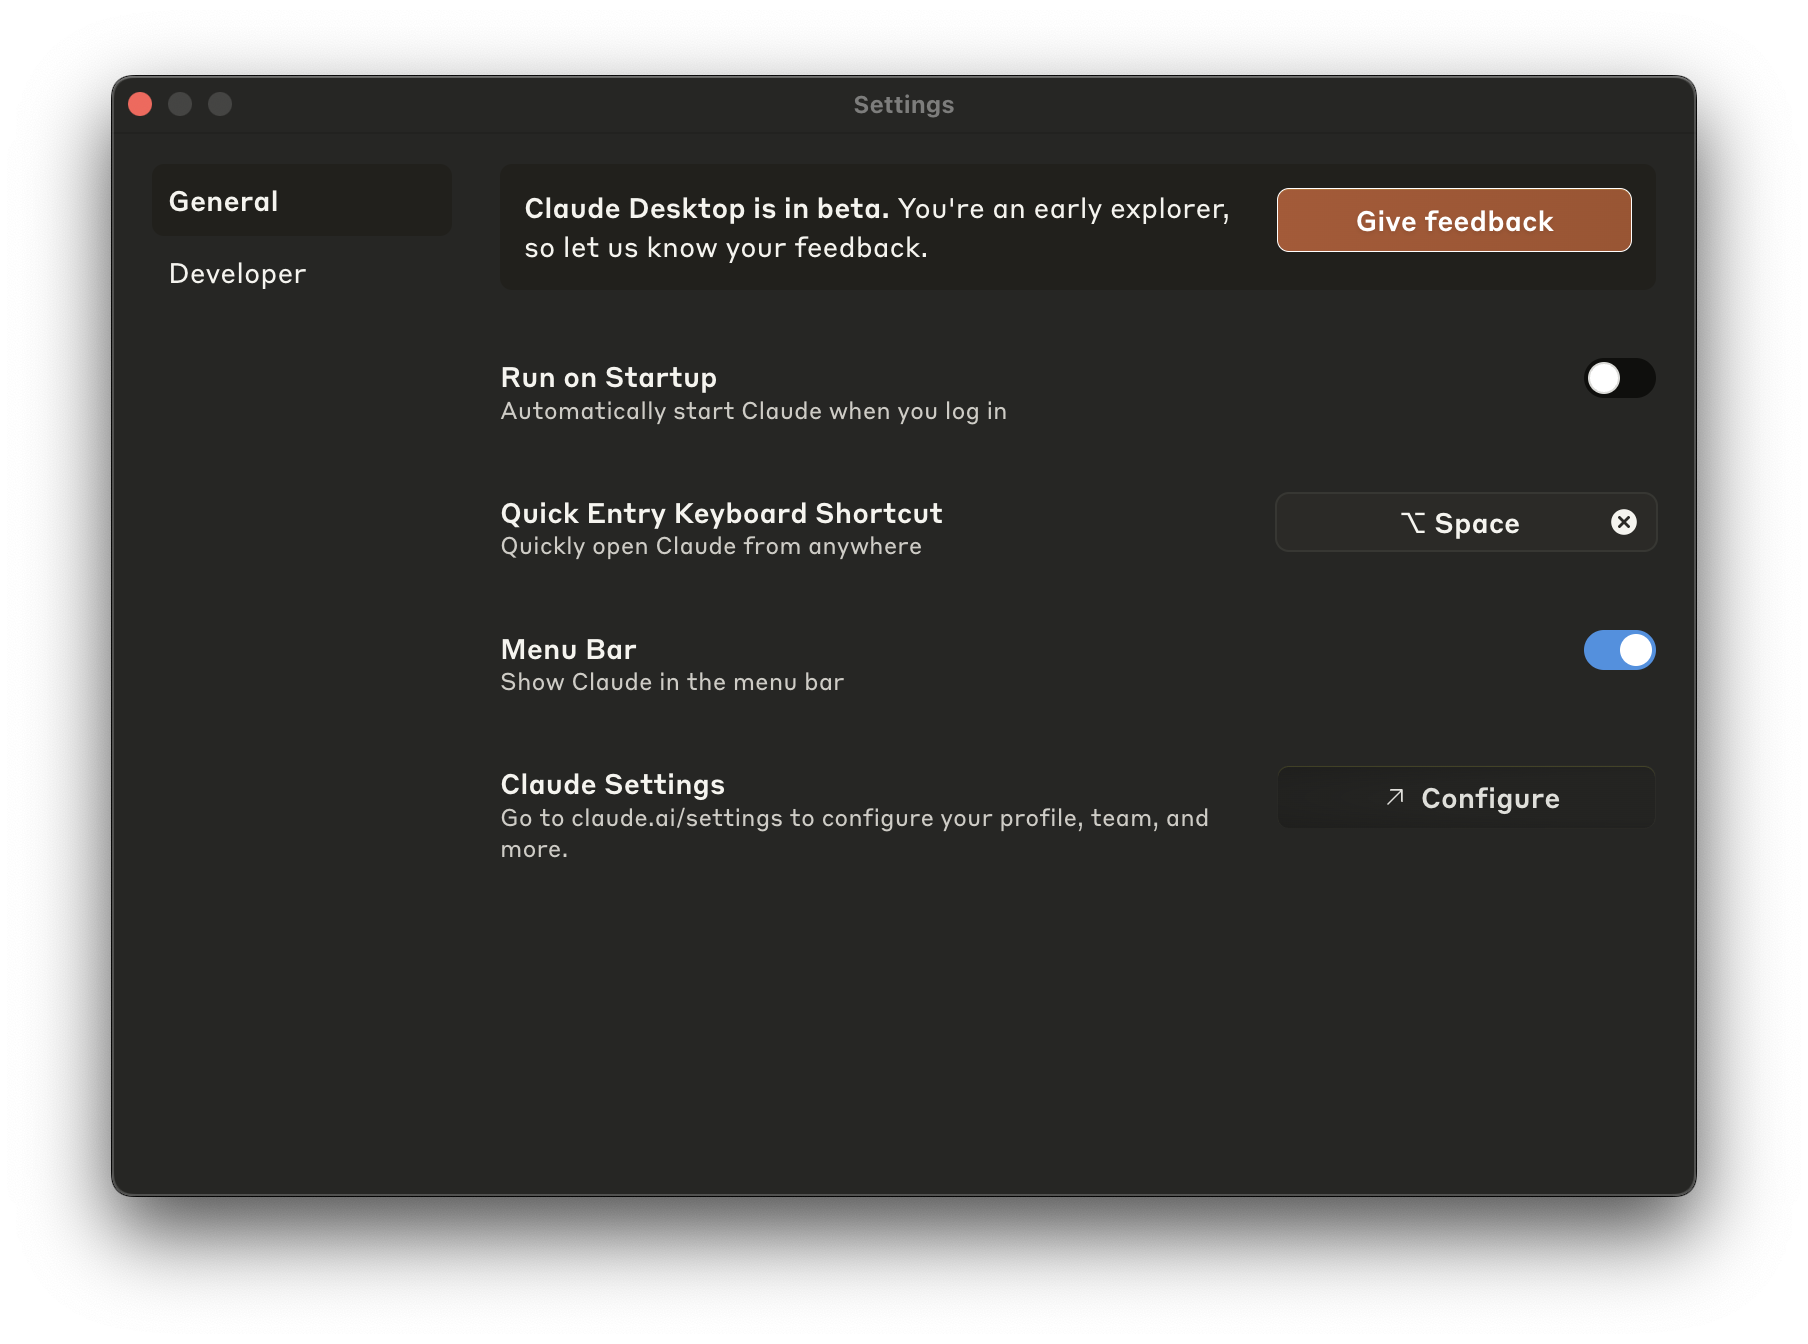 Settings
General
Developer
Claude Desktop is in beta. You're an early explorer,
so let us know your feedback.
Give feedback
Run on Startup
Automatically start Claude when you log in
Quick Entry Keyboard Shortcut
Quickly open Claude from anywhere
⌥ Space
Menu Bar
Show Claude in the menu bar
Claude Settings
Go to claude.ai/settings to configure your profile, team, and
more.
Configure